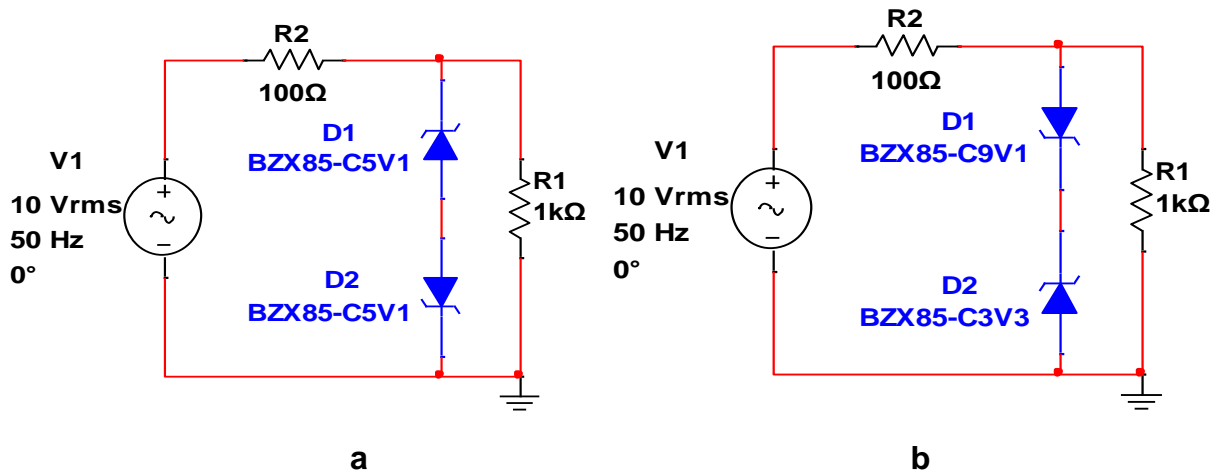 R2
100Ω
D1
BZX85-C5V1
V1
10 Vrms
50 Hz
0°
R1
1kΩ
D2
BZX85-C5V1
a
R2
100Ω
D1
BZX85-C9V1
V1
10 Vrms
50 Hz
0°
R1
1kΩ
D2
BZX85-C3V3
b